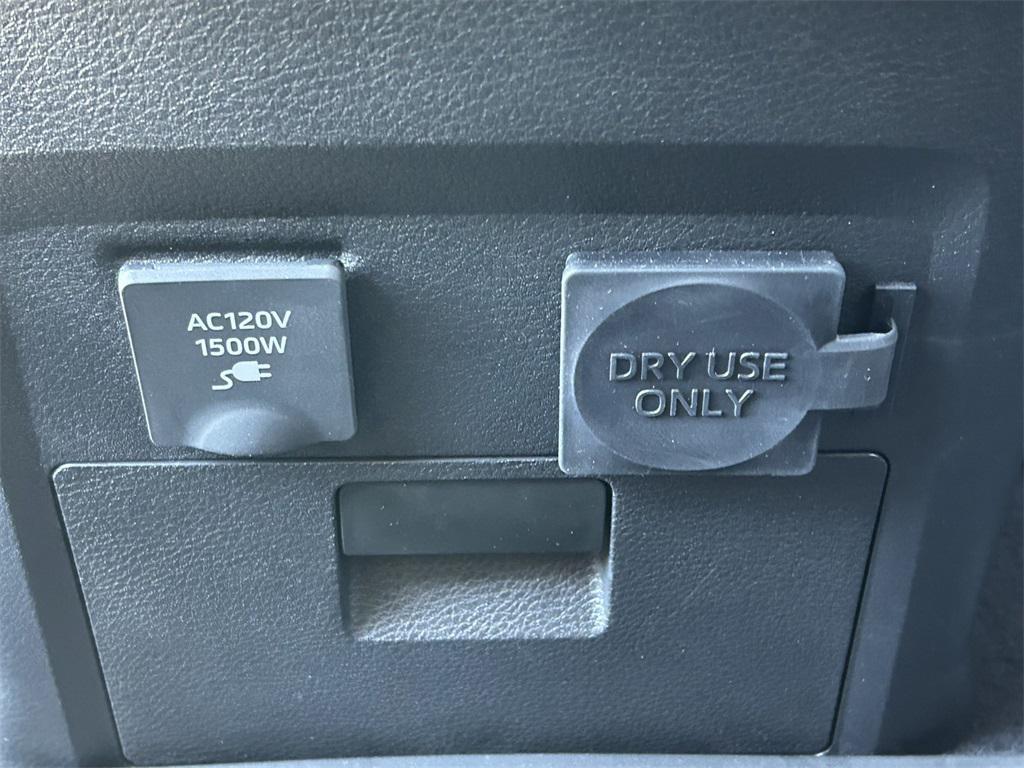 AC120V
1500W
DRY USE
ONLY